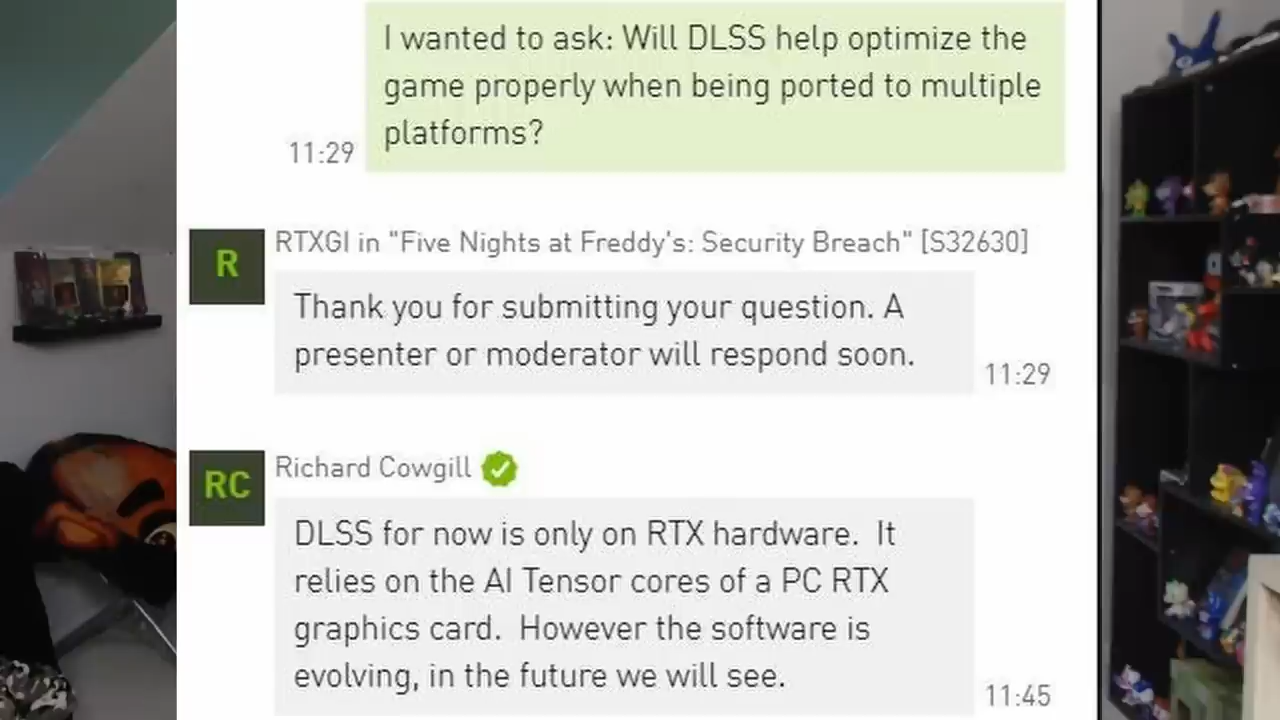 I wanted to ask: Will DLSS help optimize the
game properly when being ported to multiple
platforms?
11:29
R
RTXGI in "Five Nights at Freddy's: Security Breach" [S32630]
Thank you for submitting your question. A
presenter or moderator will respond soon.
11:29
RC
Richard Cowgill
DLSS for now is only on RTX hardware. It
relies on the AI Tensor cores of a PC RTX
graphics card. However the software is
evolving, in the future we will see.
11:45